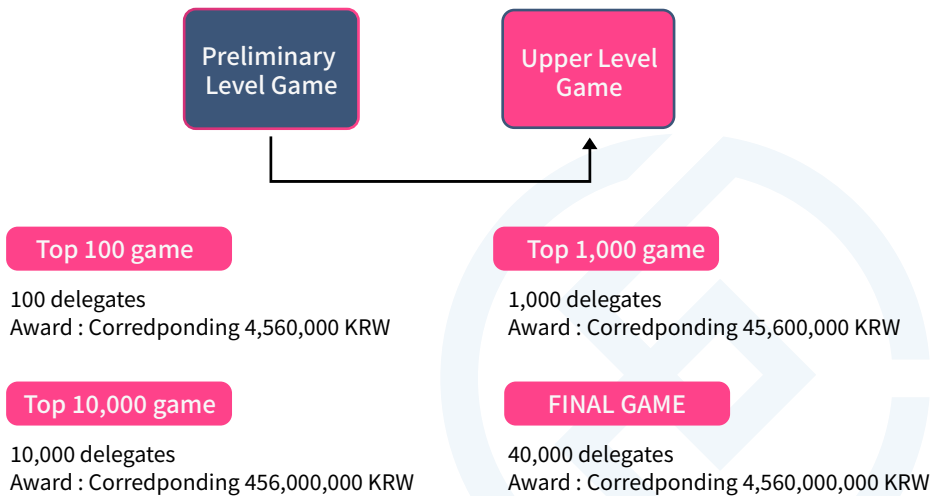 Preliminary
Level Game
Upper Level
Game
Top 100 game
100 delegates
Award : Corredponding 4,560,000 KRW
Top 1,000 game
1,000 delegates
Award : Corredponding 45,600,000 KRW
Top 10,000 game
10,000 delegates
Award : Corredponding 456,000,000 KRW
FINAL GAME
40,000 delegates
Award : Corredponding 4,560,000,000 KRW